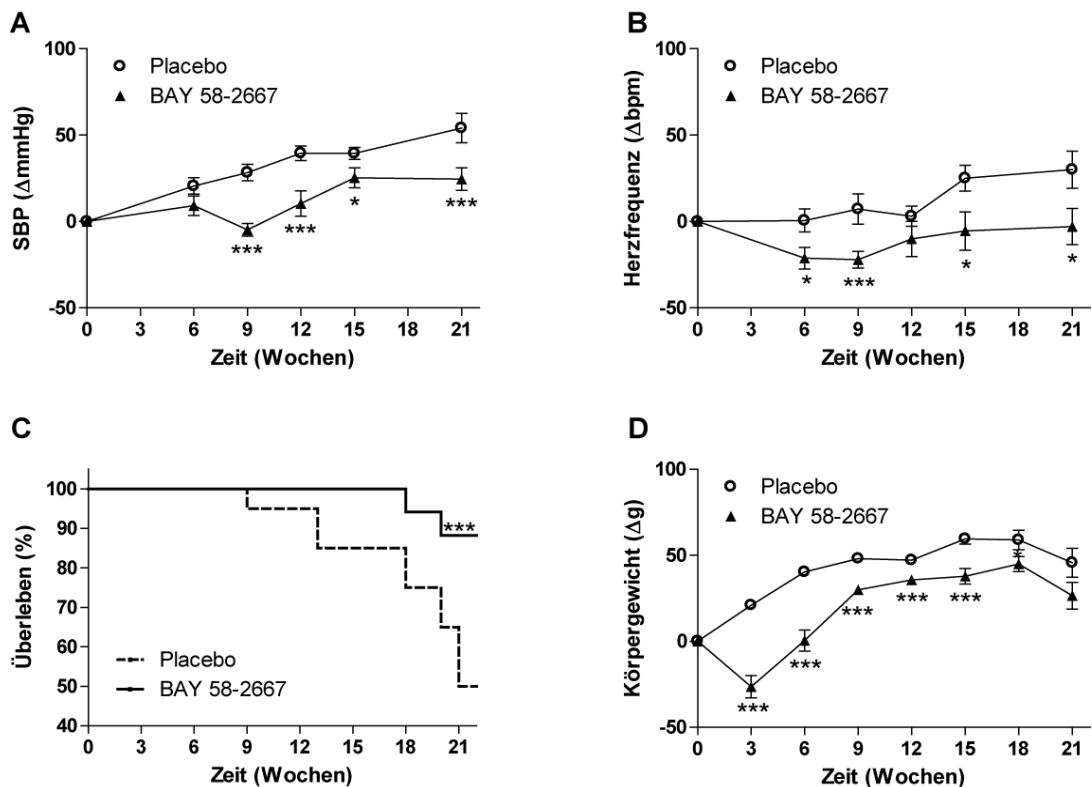 A
100
50
0
-50
SBP (ΔmmHg)
Placebo
BAY 58-2667
***
***
*
***
0 3 6 9 12 15 18 21
Zeit (Wochen)
B
100
50
0
-50
Herzfrequenz (Δbpm)
Placebo
BAY 58-2667
*
***
*
*
0 3 6 9 12 15 18 21
Zeit (Wochen)
C
100
90
80
70
60
50
40
Überleben (%)
***
Placebo
BAY 58-2667
0 3 6 9 12 15 18 21
Zeit (Wochen)
D
100
50
0
-50
Körpergewicht (Δg)
Placebo
BAY 58-2667
***
***
***
***
***
*
0 3 6 9 12 15 18 21
Zeit (Wochen)